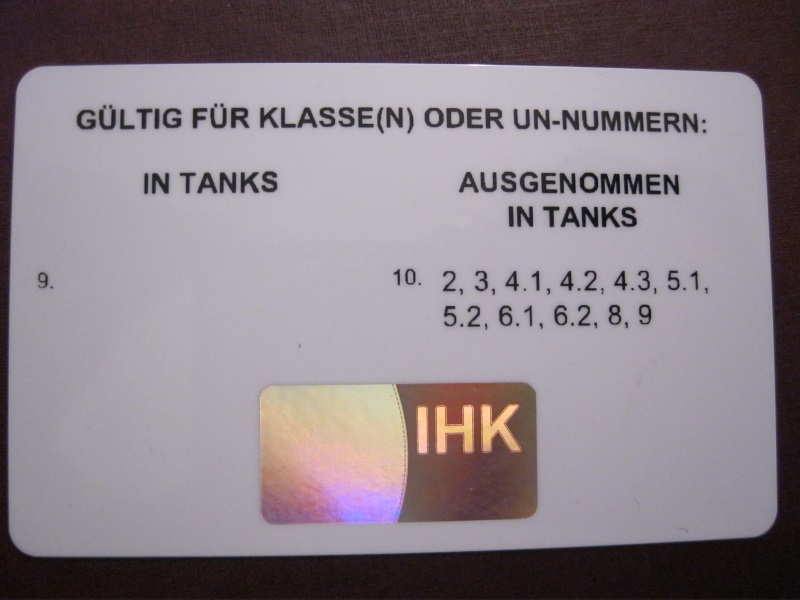 GÜLTIG FÜR KLASSE(N) ODER UN-NUMMERN:
IN TANKS
AUSGENOMMEN
IN TANKS
9.
10. 2, 3, 4.1, 4.2, 4.3, 5.1,
5.2, 6.1, 6.2, 8, 9
IHK